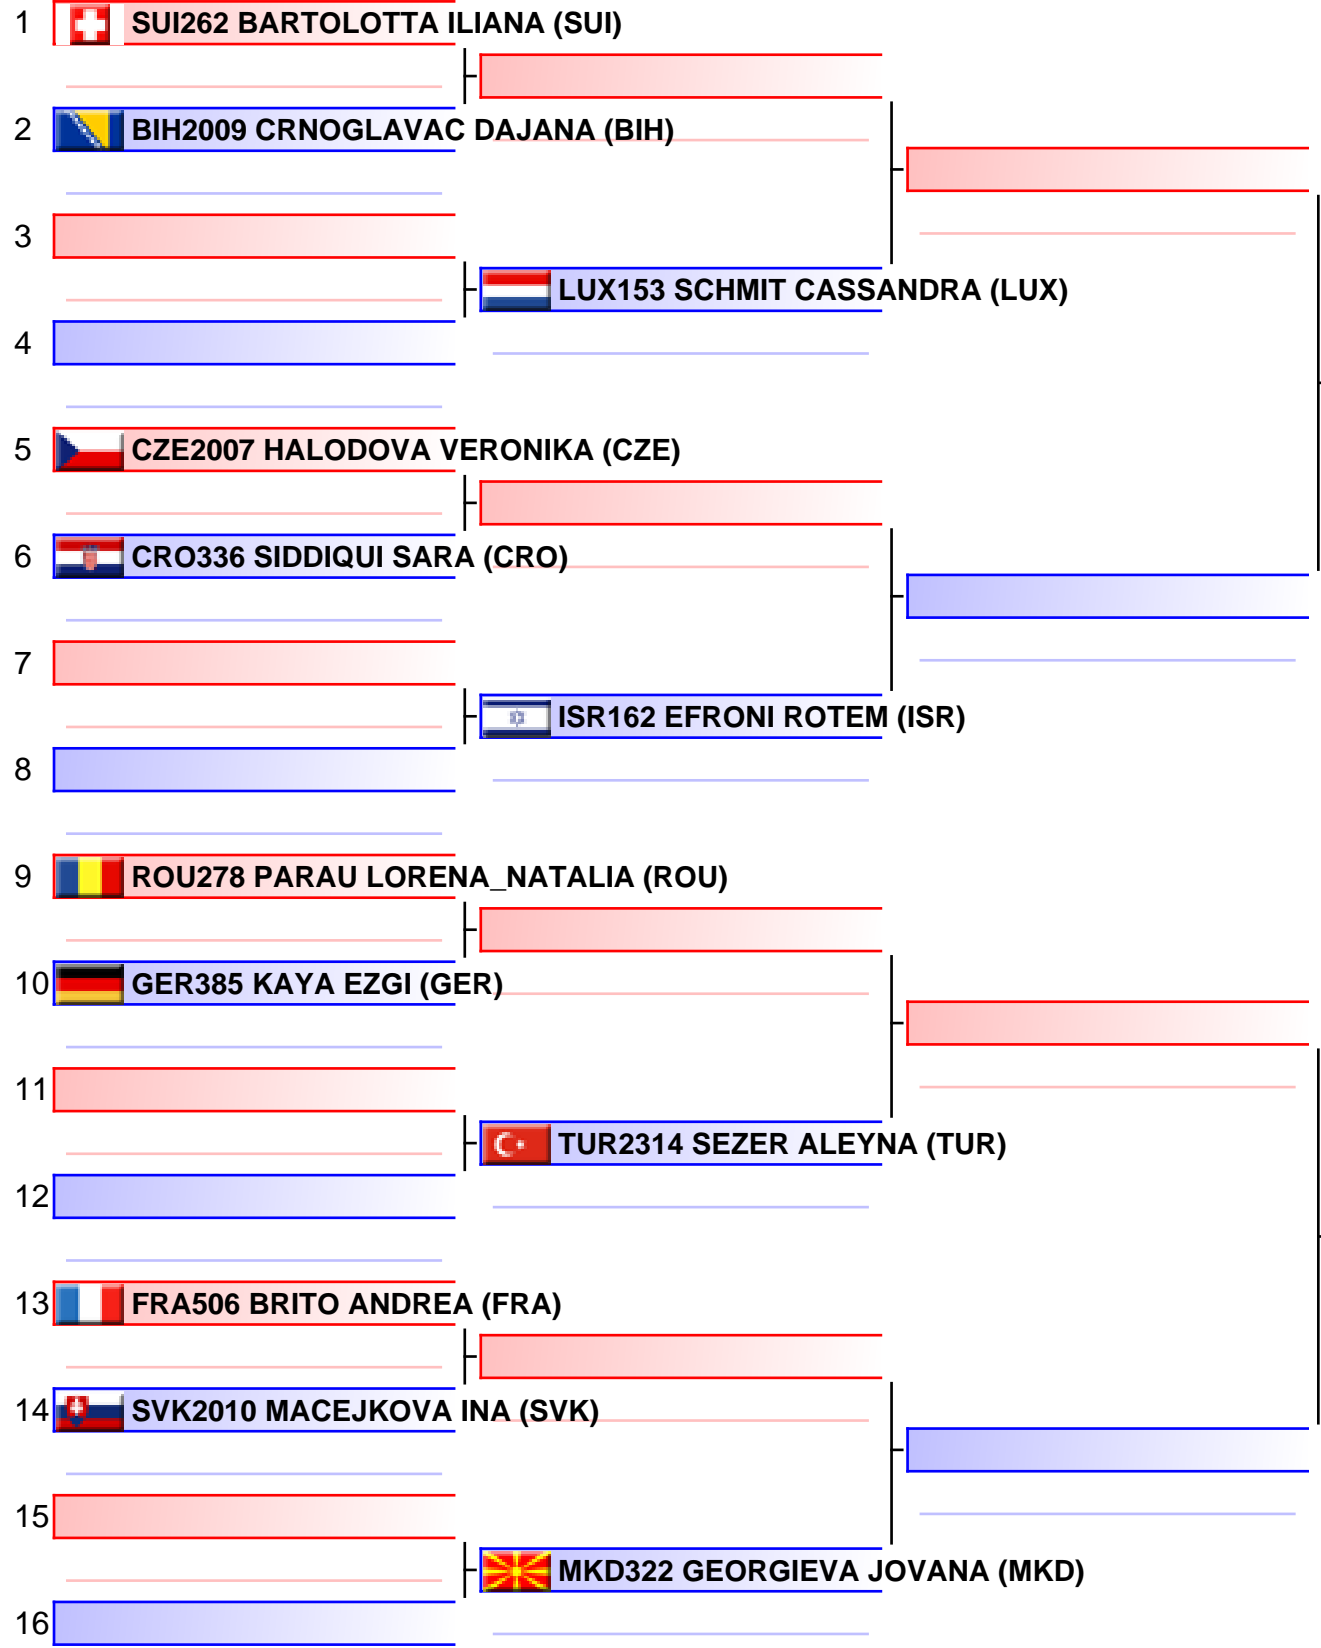 1 SUI262 BARTOLOTTA ILIANA (SUI)
2 BIH2009 CRNOGLAVAC DAJANA (BIH)
3
LUX153 SCHMIT CASSANDRA (LUX)
4
5 CZE2007 HALODOVA VERONIKA (CZE)
6 CRO336 SIDDIQUI SARA (CRO)
7
ISR162 EFRONI ROTEM (ISR)
8
9 ROU278 PARAU LORENA_NATALIA (ROU)
10 GER385 KAYA EZGI (GER)
11
TUR2314 SEZER ALEYNA (TUR)
12
13 FRA506 BRITO ANDREA (FRA)
14 SVK2010 MACEJKOVA INA (SVK)
15
MKD322 GEORGIEVA JOVANA (MKD)
16